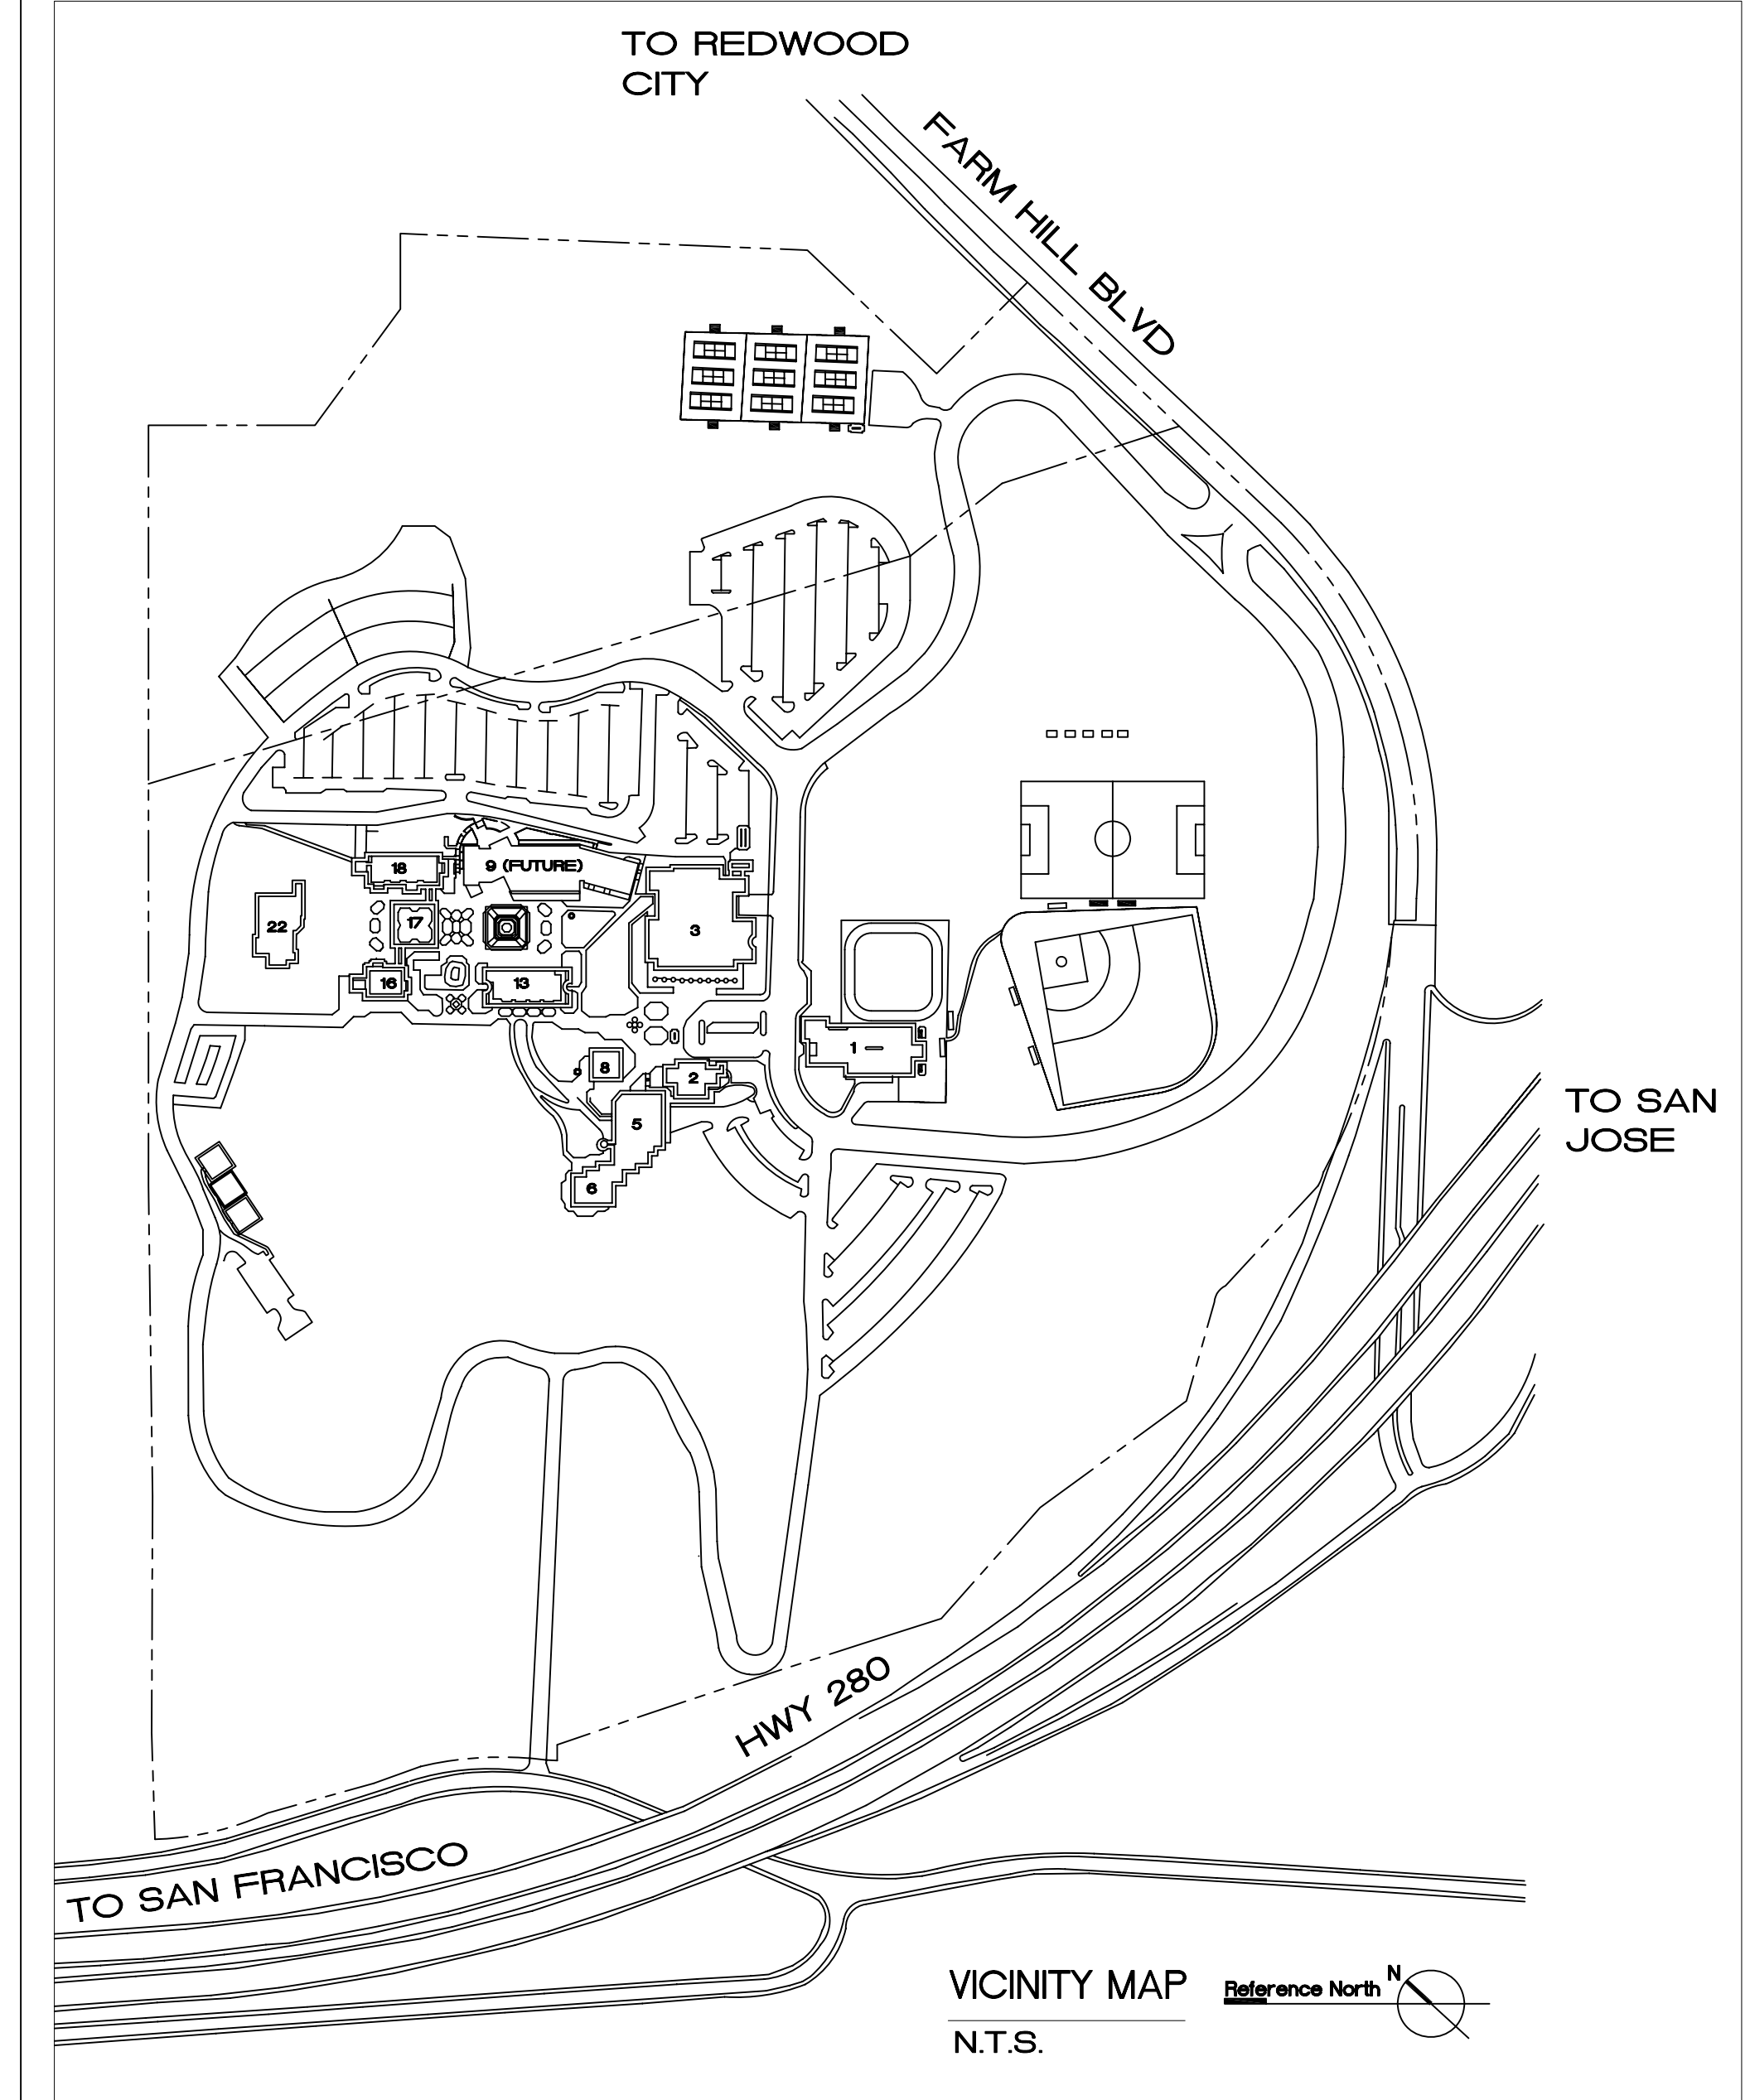 TO REDWOOD
CITY
FARM HILL BLVD
18
9 (FUTURE)
22
17
3
16
13
1
8
2
5
6
TO SAN
JOSE
HWY 280
TO SAN FRANCISCO
VICINITY MAP
N.T.S.
Reference North
N